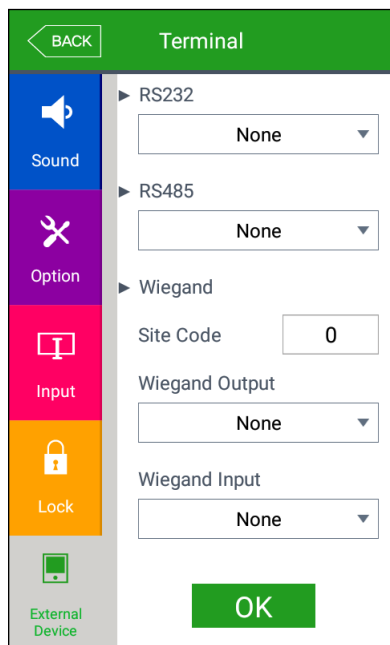 BACK
Terminal
Sound
Option
Input
Lock
External
Device
RS232
None
RS485
None
Wiegand
Site Code 0
Wiegand Output
None
Wiegand Input
None
OK